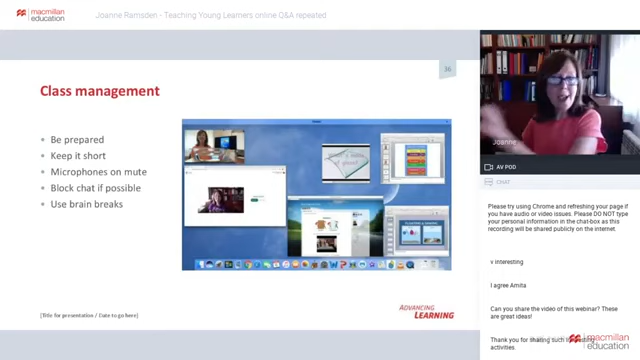 macmillan
education
Joanne Ramsden - Teaching Young Learners online Q&A repeated
36
Class management
• Be prepared
• Keep it short
• Microphones on mute
• Block chat if possible
• Use brain breaks
[Title for presentation / Date to go here]
ADVANCING
LEARNING
Joanne
AV POD
CHAT
Please try using Chrome and refreshing your page if
you have audio or video issues. Please DO NOT type
your personal information in the chatbox as this
recording will be shared publicly on the internet.
v interesting
I agree Amita
Can you share the video of this webinar? These
are great ideas!
Thank you for sharing such interesting
activities.
macmillan
education